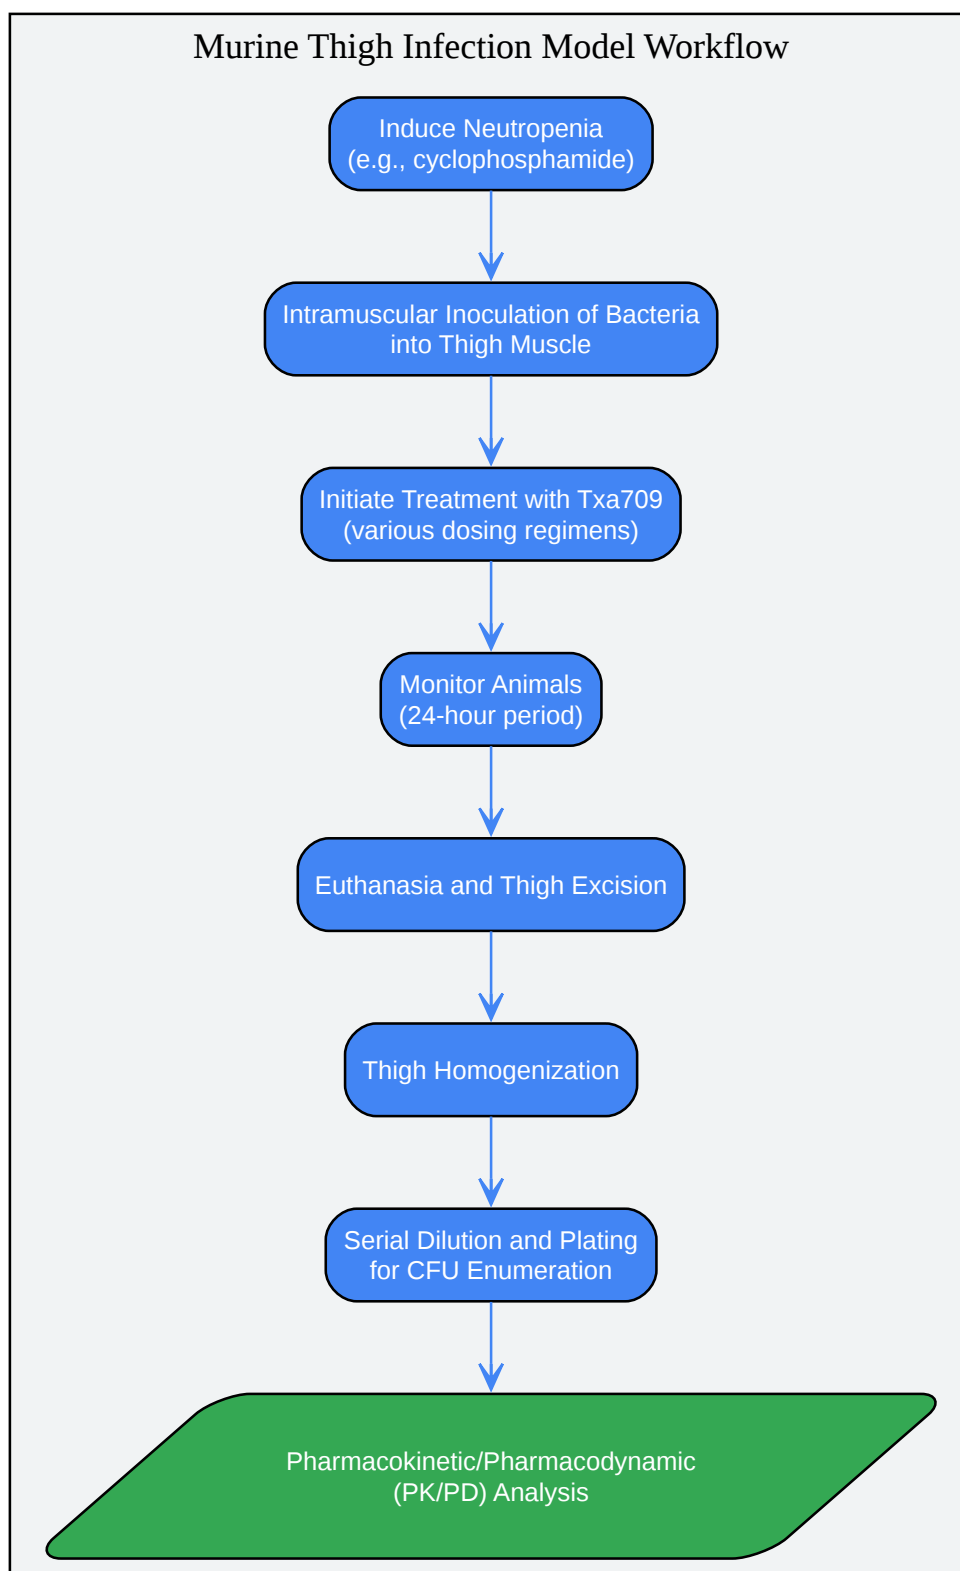 Murine Thigh Infection Model Workflow
Induce Neutropenia
(e.g., cyclophosphamide)
Intramuscular Inoculation of Bacteria
into Thigh Muscle
Initiate Treatment with Txa709
(various dosing regimens)
Monitor Animals
(24-hour period)
Euthanasia and Thigh Excision
Thigh Homogenization
Serial Dilution and Plating
for CFU Enumeration
Pharmacokinetic/Pharmacodynamic
(PK/PD) Analysis